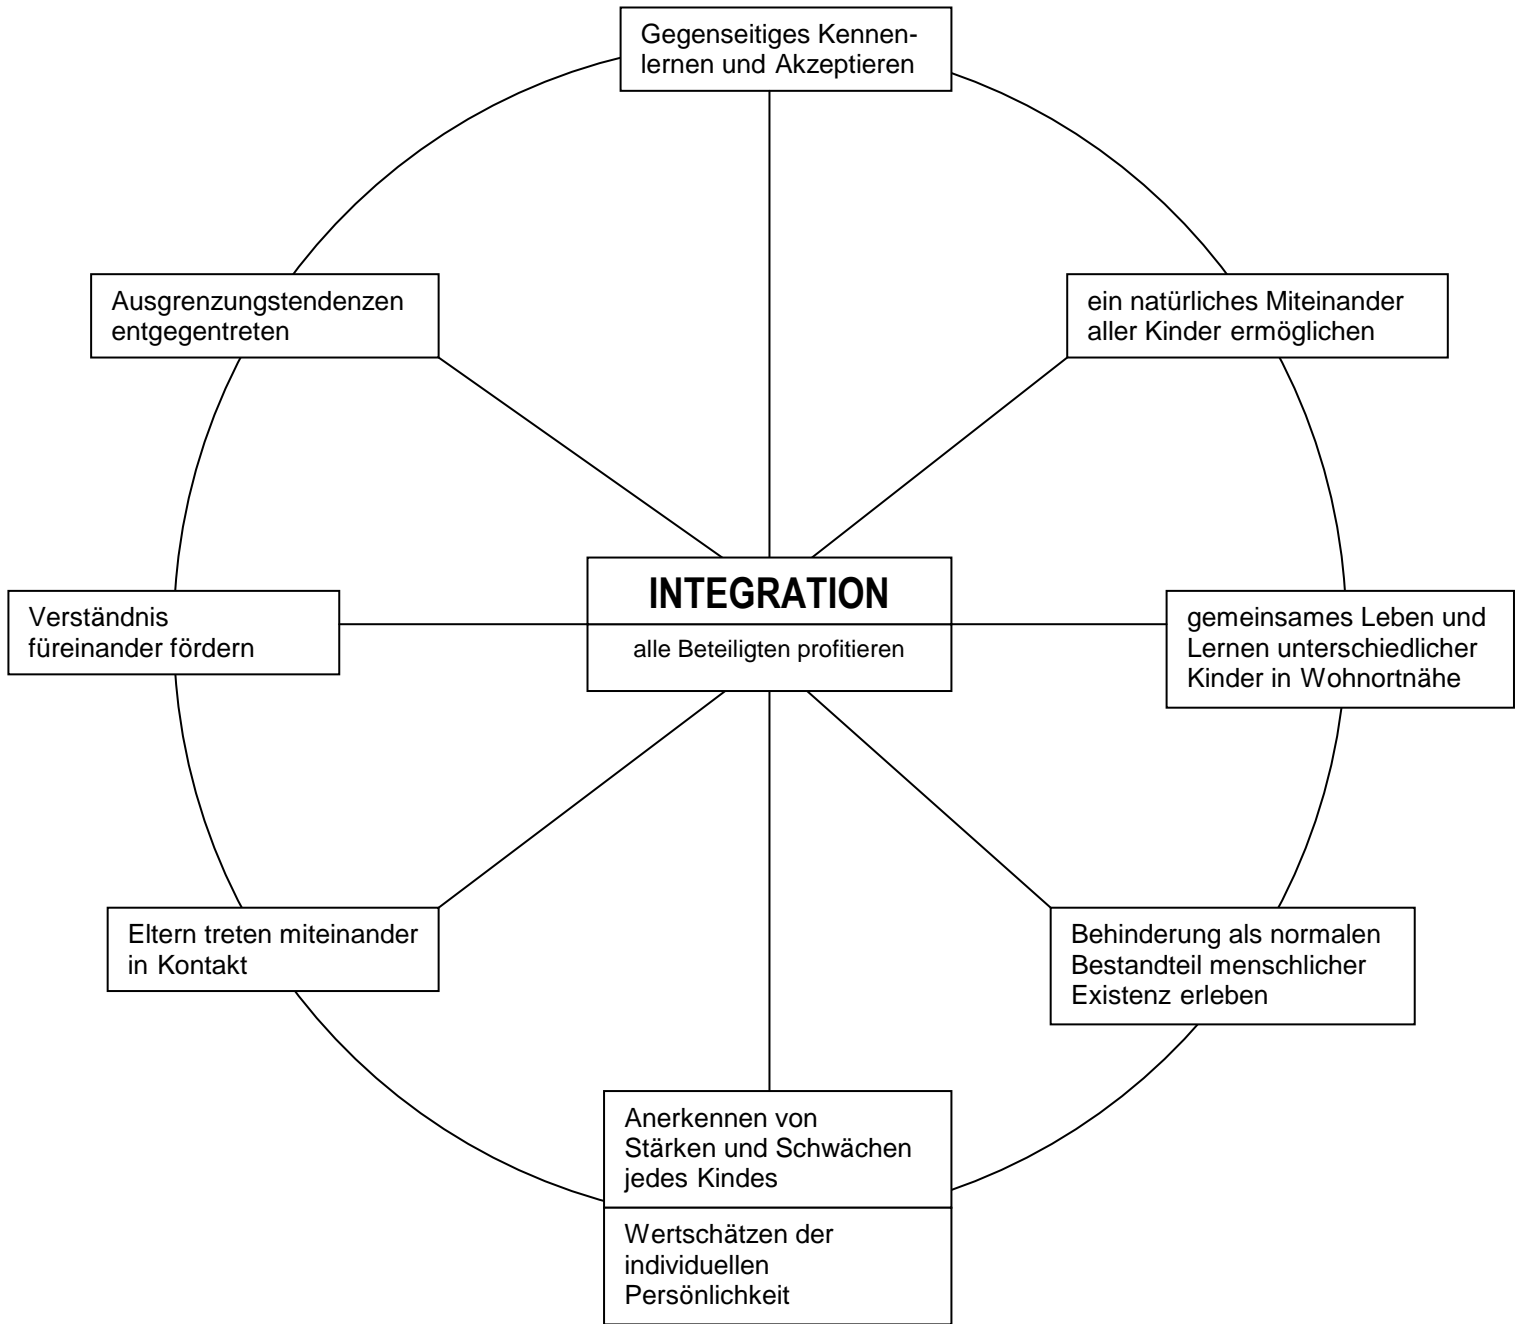 Gegenseitiges Kennen-
lernen und Akzeptieren
Ausgrenzungstendenzen
entgegentreten
ein natürliches Miteinander
aller Kinder ermöglichen
INTEGRATION
alle Beteiligten profitieren
Verständnis
füreinander fördern
gemeinsames Leben und
Lernen unterschiedlicher
Kinder in Wohnortnähe
Eltern treten miteinander
in Kontakt
Behinderung als normalen
Bestandteil menschlicher
Existenz erleben
Anerkennen von
Stärken und Schwächen
jedes Kindes
Wertschätzen der
individuellen
Persönlichkeit